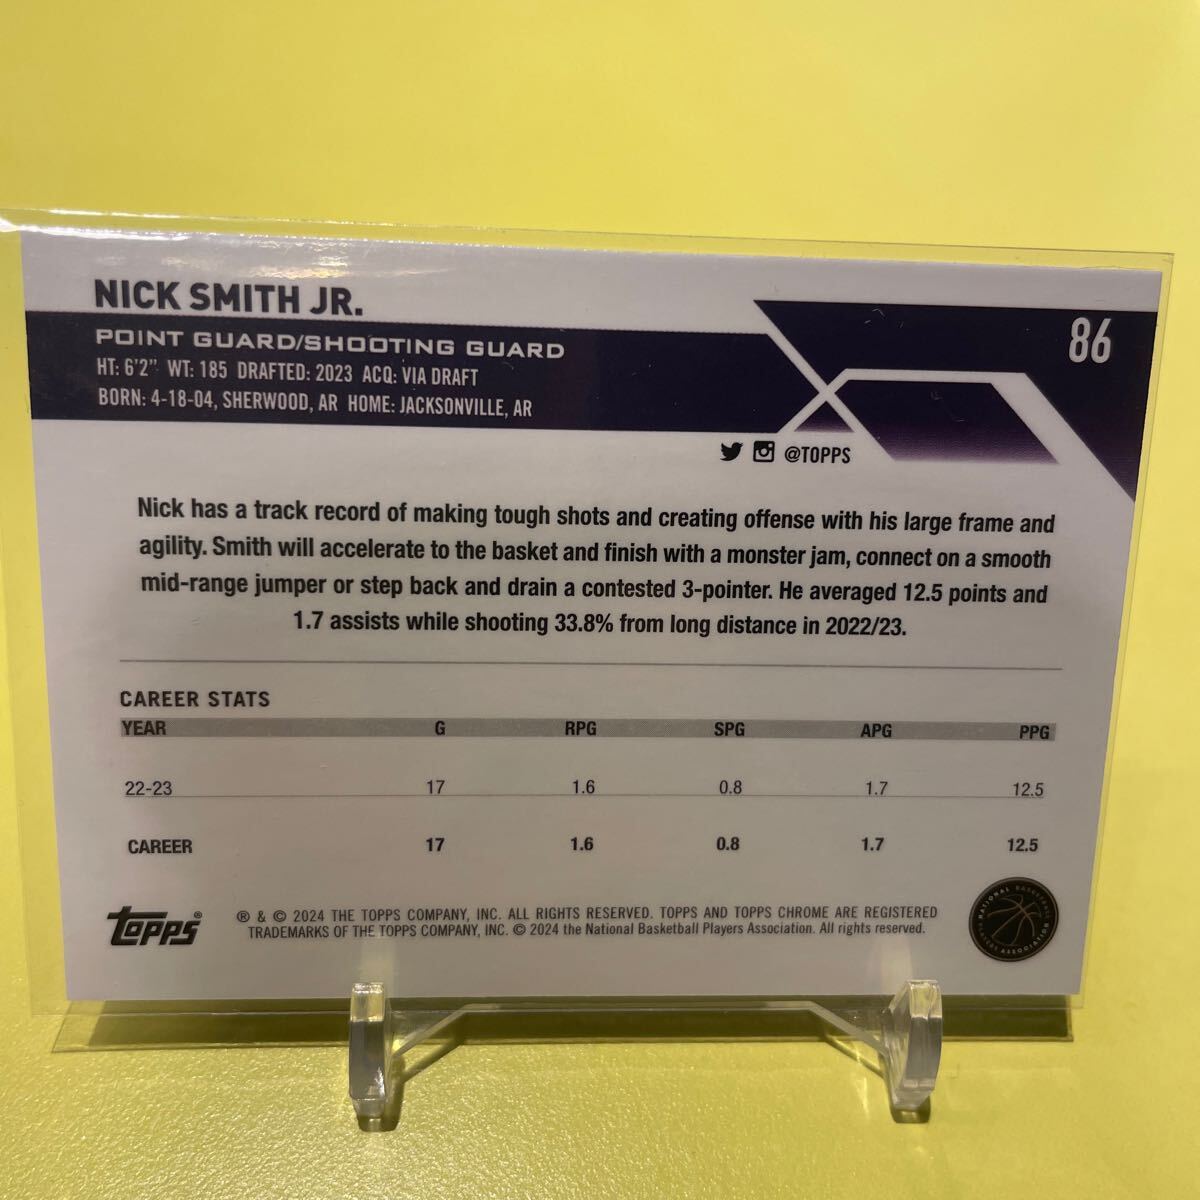 NICK SMITH JR.
86
POINT GUARD/SHOOTING GUARD
HT: 6'2" WT: 185 DRAFTED: 2023 ACQ: VIA DRAFT
BORN: 4-18-04, SHERWOOD, AR HOME: JACKSONVILLE, AR
@TOPPS
Nick has a track record of making tough shots and creating offense with his large frame and
agility. Smith will accelerate to the basket and finish with a monster jam, connect on a smooth
mid-range jumper or step back and drain a contested 3-pointer. He averaged 12.5 points and
1.7 assists while shooting 33.8% from long distance in 2022/23.
CAREER STATS
YEAR G RPG SPG APG PPG
22-23 17 1.6 0.8 1.7 12.5
CAREER 17 1.6 0.8 1.7 12.5
topps®
® & © 2024 THE TOPPS COMPANY, INC. ALL RIGHTS RESERVED. TOPPS AND TOPPS CHROME ARE REGISTERED
TRADEMARKS OF THE TOPPS COMPANY, INC. © 2024 the National Basketball Players Association. All rights reserved.
NATIONAL BASKETBALL
PLAYERS ASSOCIATION